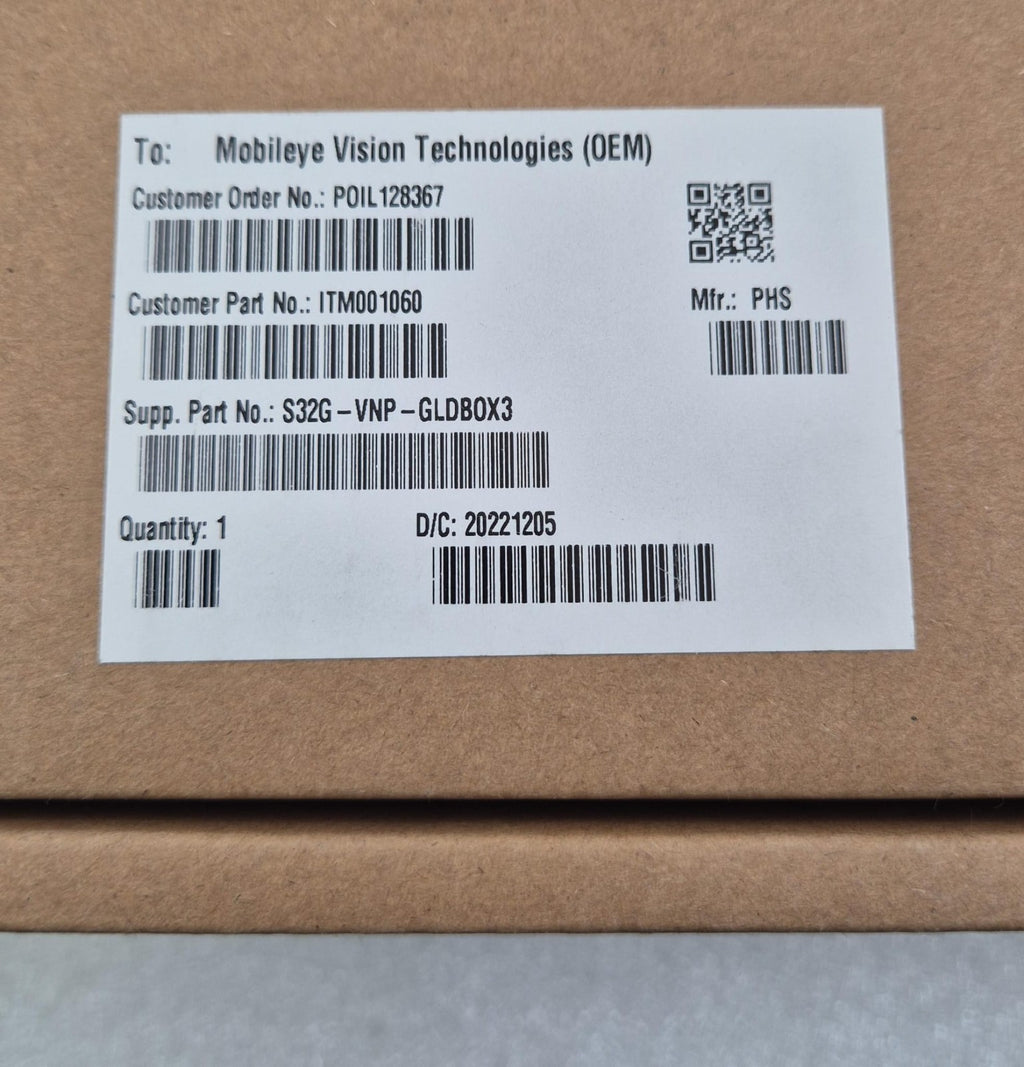 To: Mobileye Vision Technologies (OEM)
Customer Order No.: POIL128367
Customer Part No.: ITM001060
Mfr.: PHS
Supp. Part No.: S32G-VNP-GLDBOX3
Quantity: 1
D/C: 20221205